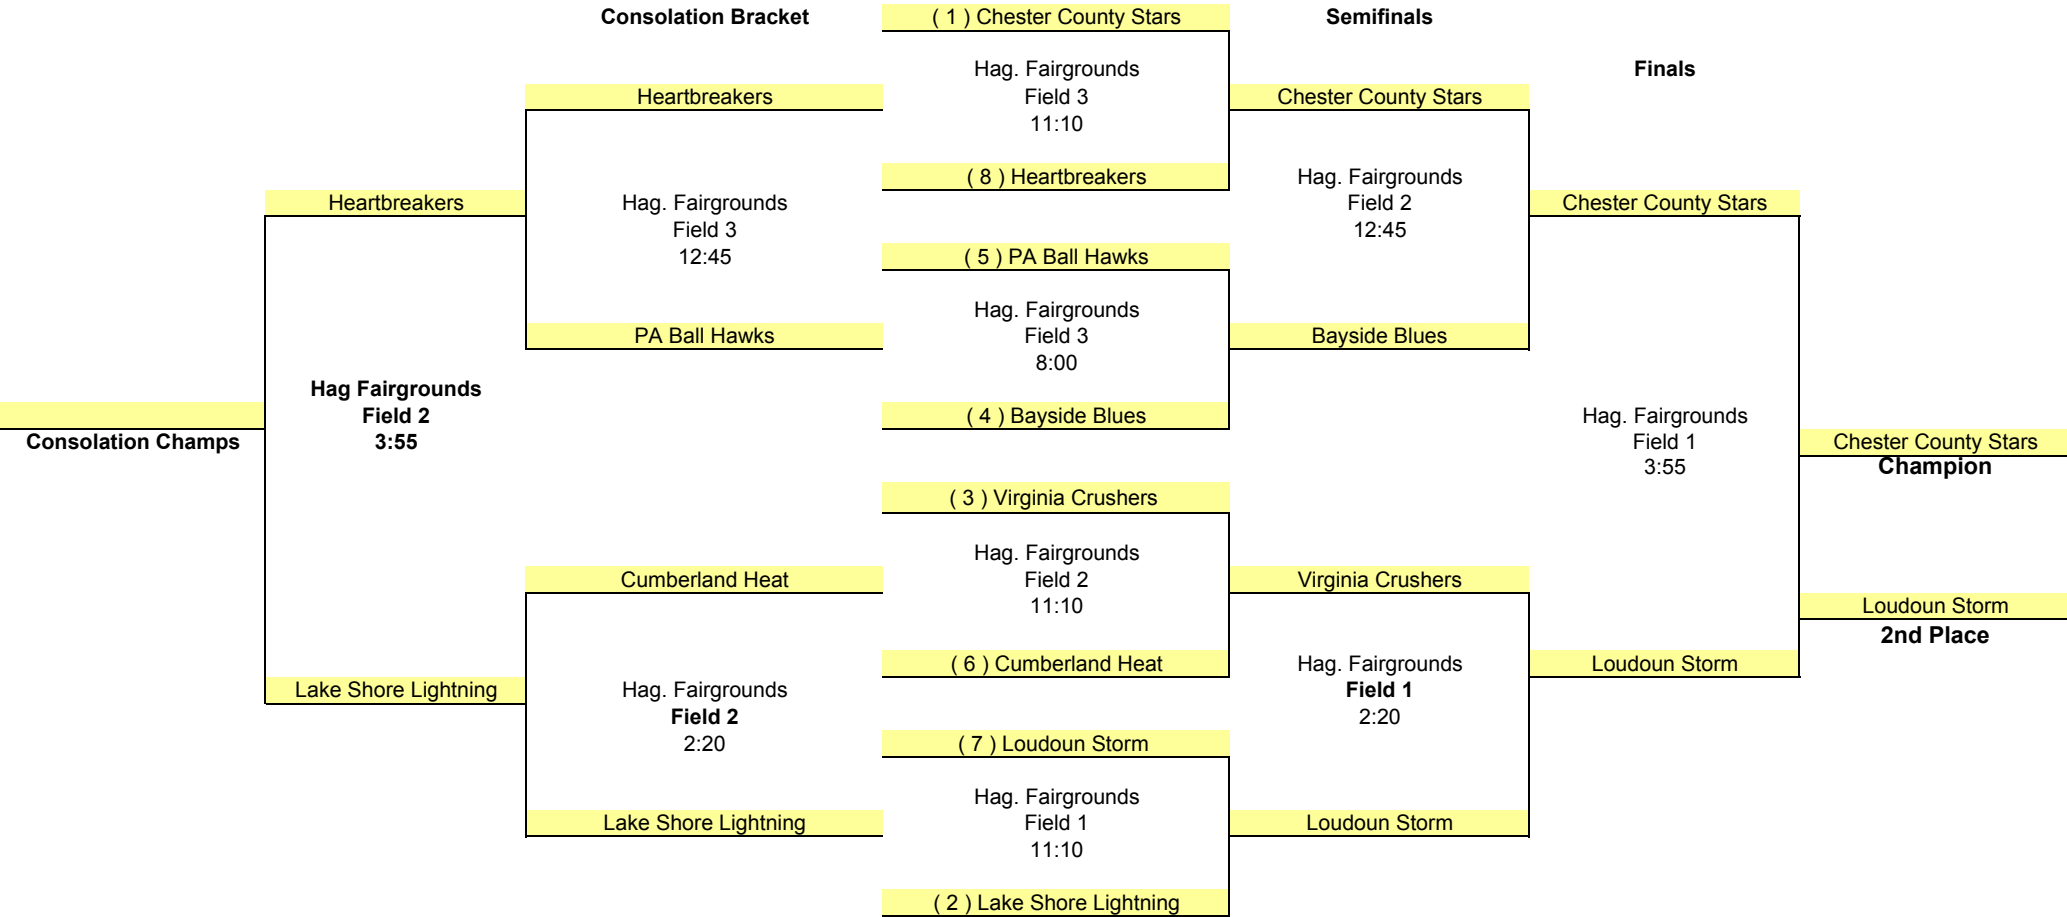 Consolation Bracket
( 1 ) Chester County Stars
Semifinals
Hag. Fairgrounds
Finals
Heartbreakers
Field 3
Chester County Stars
11:10
( 8 ) Heartbreakers
Hag. Fairgrounds
Heartbreakers
Hag. Fairgrounds
Field 2
Chester County Stars
Field 3
12:45
12:45
( 5 ) PA Ball Hawks
Hag. Fairgrounds
PA Ball Hawks
Field 3
Bayside Blues
8:00
Hag Fairgrounds
Field 2
( 4 ) Bayside Blues
Hag. Fairgrounds
Consolation Champs
3:55
Field 1
Chester County Stars
3:55
Champion
( 3 ) Virginia Crushers
Hag. Fairgrounds
Cumberland Heat
Field 2
Virginia Crushers
11:10
Loudoun Storm
2nd Place
( 6 ) Cumberland Heat
Hag. Fairgrounds
Loudoun Storm
Lake Shore Lightning
Hag. Fairgrounds
Field 1
Field 2
2:20
2:20
( 7 ) Loudoun Storm
Hag. Fairgrounds
Lake Shore Lightning
Field 1
Loudoun Storm
11:10
( 2 ) Lake Shore Lightning